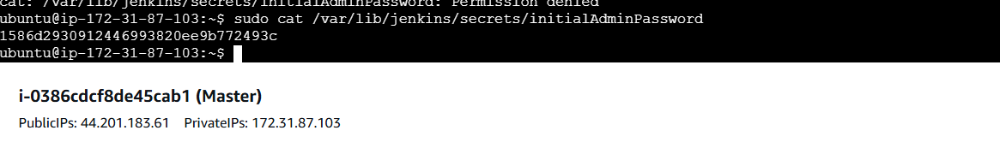 cat: /var/lib/jenkins/secrets/initialAdminPassword: Permission denied
ubuntu@ip-172-31-87-103:~$ sudo cat /var/lib/jenkins/secrets/initialAdminPassword
1586d2930912446993820ee9b772493c
ubuntu@ip-172-31-87-103:~$
i-0386cdcf8de45cab1 (Master)
PublicIPs: 44.201.183.61 PrivateIPs: 172.31.87.103